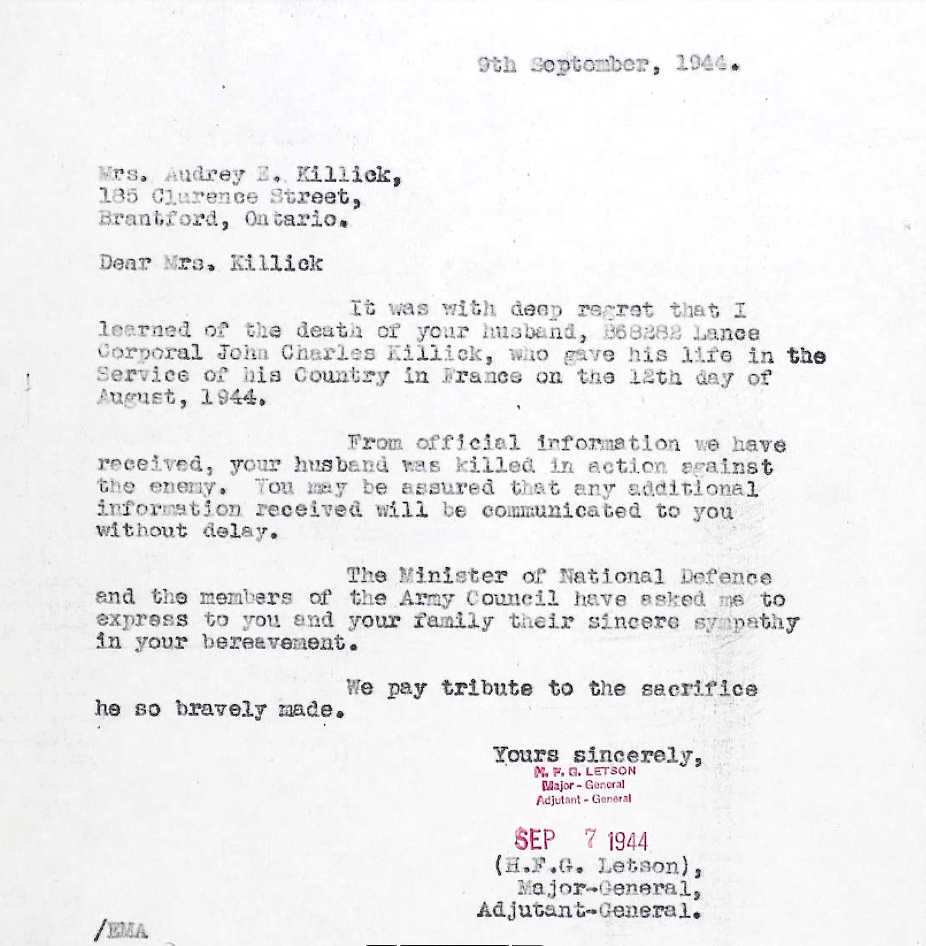 9th September, 1944.
Mrs. Audrey E. Killick,
185 Clarence Street,
Brantford, Ontario.
Dear Mrs. Killick
It was with deep regret that I
learned of the death of your husband, B68282 Lance
Corporal John Charles Killick, who gave his life in the
Service of his Country in France on the 12th day of
August, 1944.
From official information we have
received, your husband was killed in action against
the enemy. You may be assured that any additional
information received will be communicated to you
without delay.
The Minister of National Defence
and the members of the Army Council have asked me to
express to you and your family their sincere sympathy
in your bereavement.
We pay tribute to the sacrifice
he so bravely made.
Yours sincerely,
H. F. G. LETSON
Major - General
Adjutant - General
SEP 7 1944
(H.F.G. Letson),
Major-General,
Adjutant-General.
/EMA